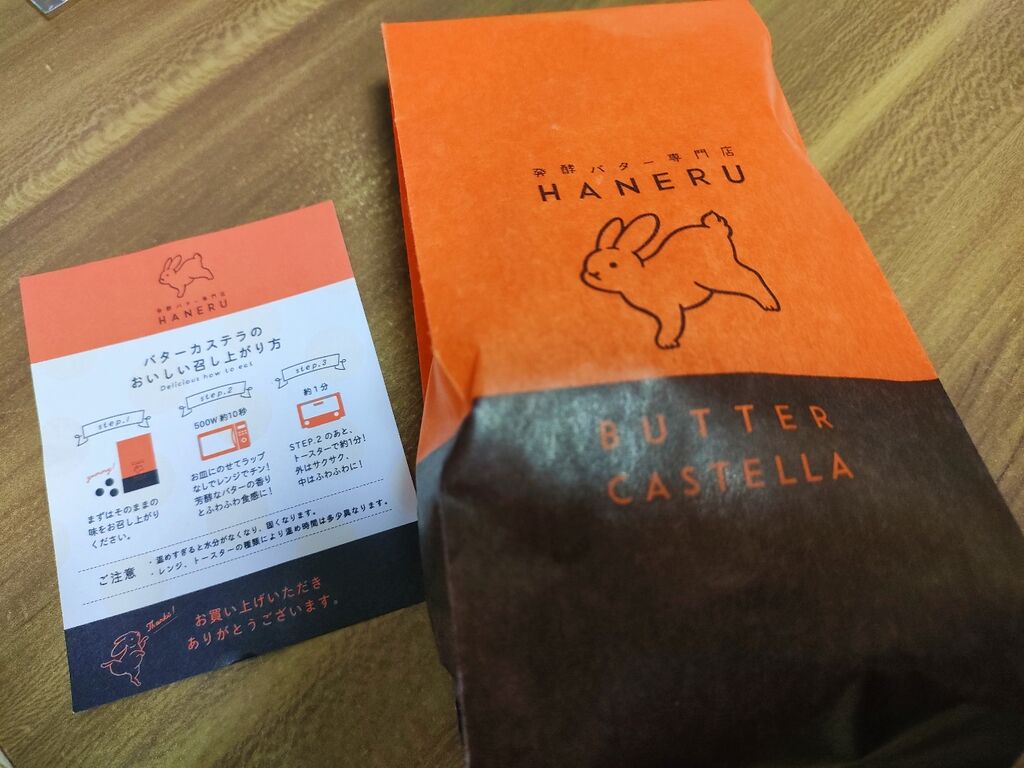 発酵バター専門店
HANERU
BUTTER
CASTELLA
発酵バター専門店
HANERU
バターカステラの
おいしい召し上がり方
Delicious how to eat
step.1
yummy!
まずはそのままの
味をお召し上がり
ください。
step.2
500W 約10秒
お皿にのせてラップ
なしでレンジでチン!
芳醇なバターの香り
とふわふわ食感に!
step.3
約1分
STEP.2 のあと、
トースターで約1分!
外はサクサク、
中はふわふわに!
ご注意
・温めすぎると水分がなくなり、固くなります。
・レンジ、トースターの種類により温め時間は多少異なります。
Thanks!
お買い上げいただき
ありがとうございます。